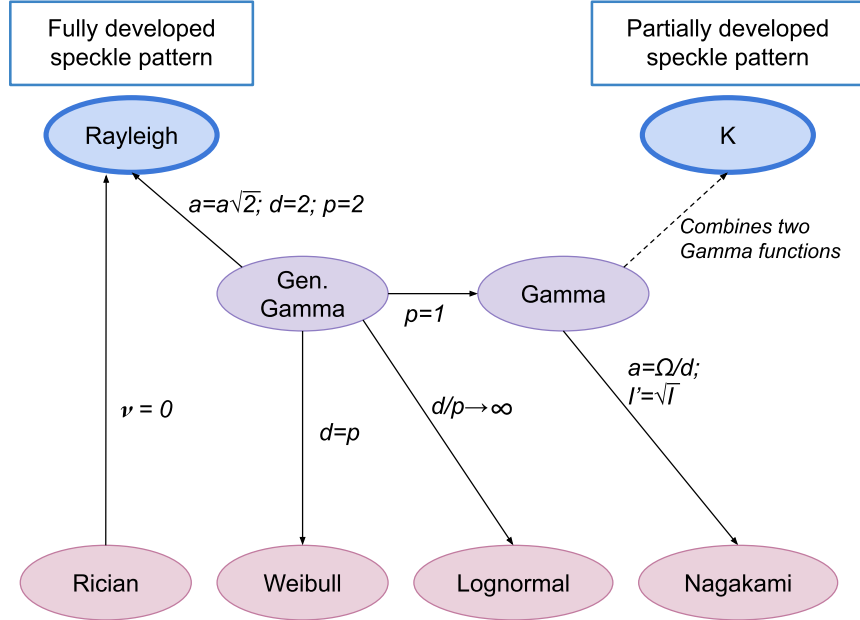 Fully developed
speckle pattern
Partially developed
speckle pattern
Rayleigh
K
a=a√2; d=2; p=2
Combines two
Gamma functions
Gen.
Gamma
Gamma
p=1
a=Ω/d;
I'=√I
𝝂 = 0
d/p→∞
d=p
Rician
Weibull
Lognormal
Nagakami